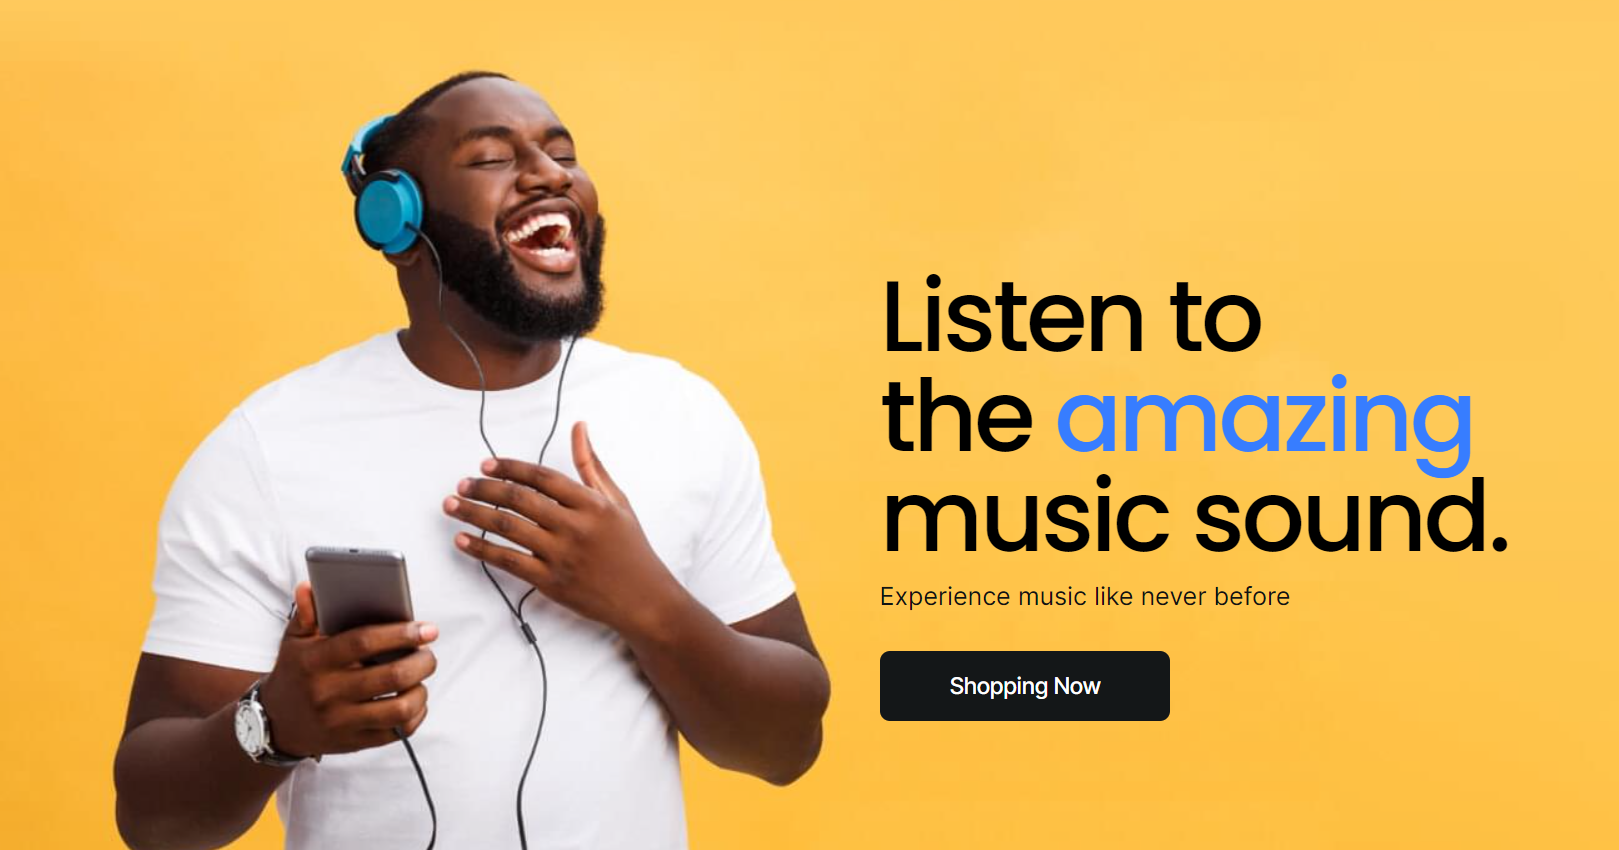 Listen to
the amazing
music sound.
Experience music like never before
Shopping Now